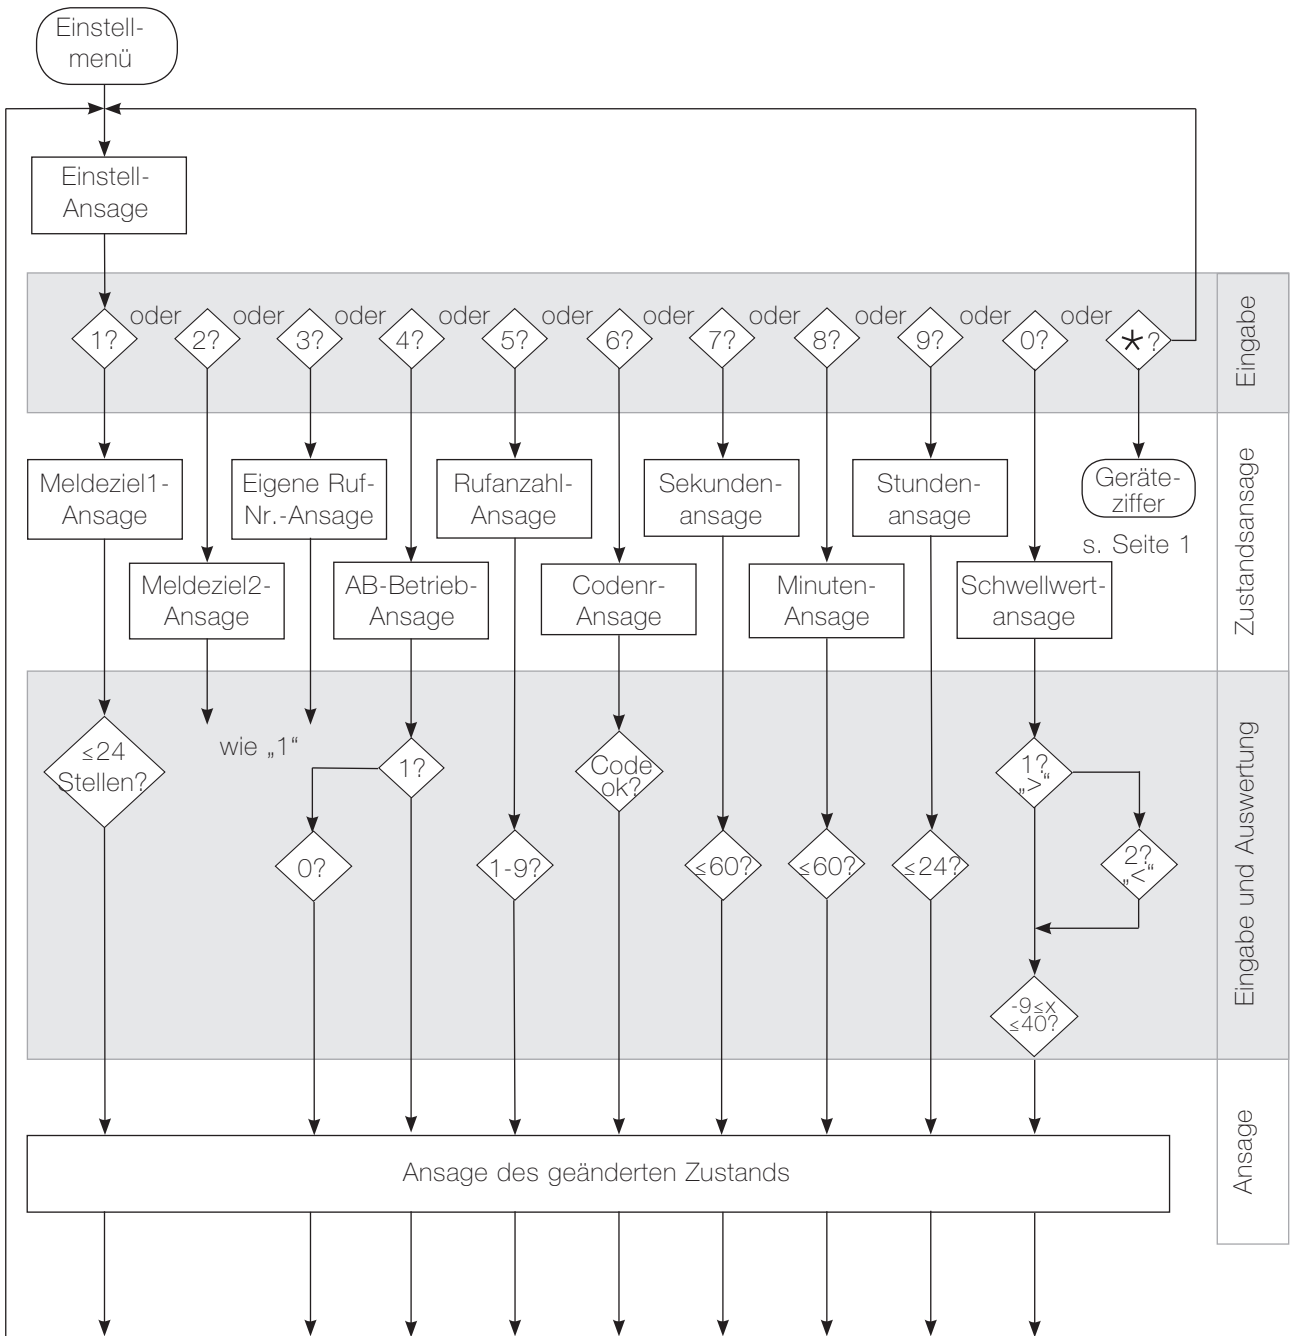 Einstell-
menü
Einstell-
Ansage
1? oder 2? oder 3? oder 4? oder 5? oder 6? oder 7? oder 8? oder 9? oder 0? oder *?
Eingabe
Meldeziel1-
Ansage
Eigene Ruf-
Nr.-Ansage
Rufanzahl-
Ansage
Sekunden-
ansage
Stunden-
ansage
Geräte-
ziffer
s. Seite 1
Meldeziel2-
Ansage
AB-Betrieb-
Ansage
Codenr-
Ansage
Minuten-
Ansage
Schwellwert-
ansage
Zustandsansage
≤24
Stellen?
wie „1“
1?
0?
1-9?
Code
ok?
≤60?
≤60?
≤24?
1?
„>“
2?
„<“
-9≤x
≤40?
Eingabe und Auswertung
Ansage des geänderten Zustands
Ansage